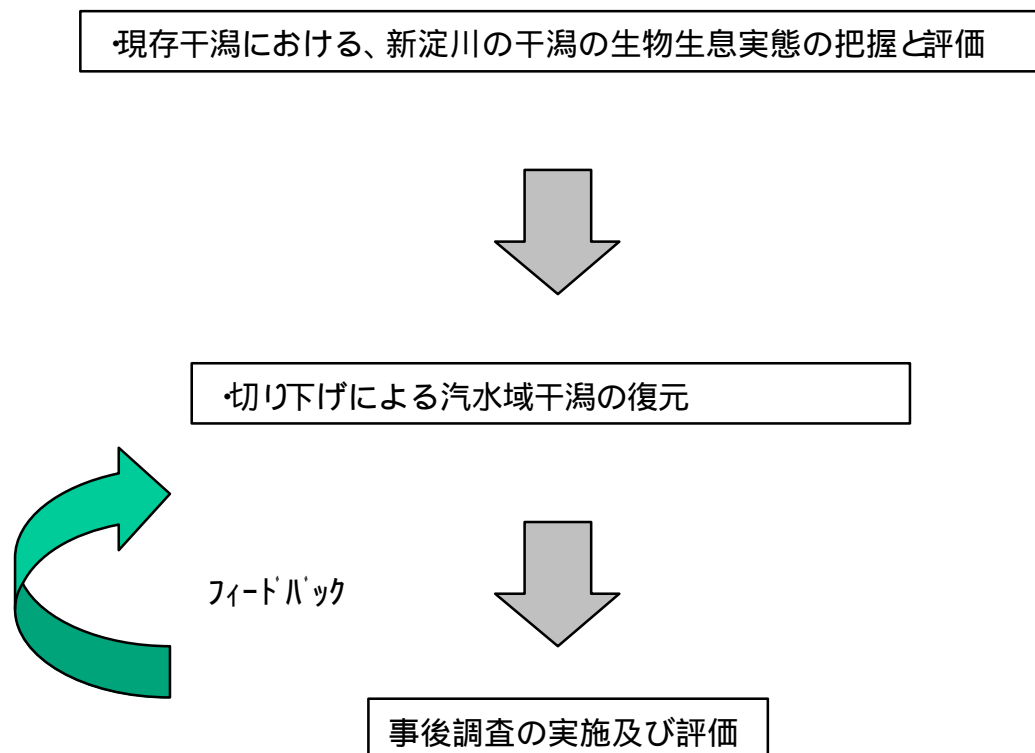 ・現存干潟における、新淀川の干潟の生物生息実態の把握と評価
・切り下げによる汽水域干潟の復元
ﾌｨｰﾄﾞﾊﾞｯｸ
事後調査の実施及び評価